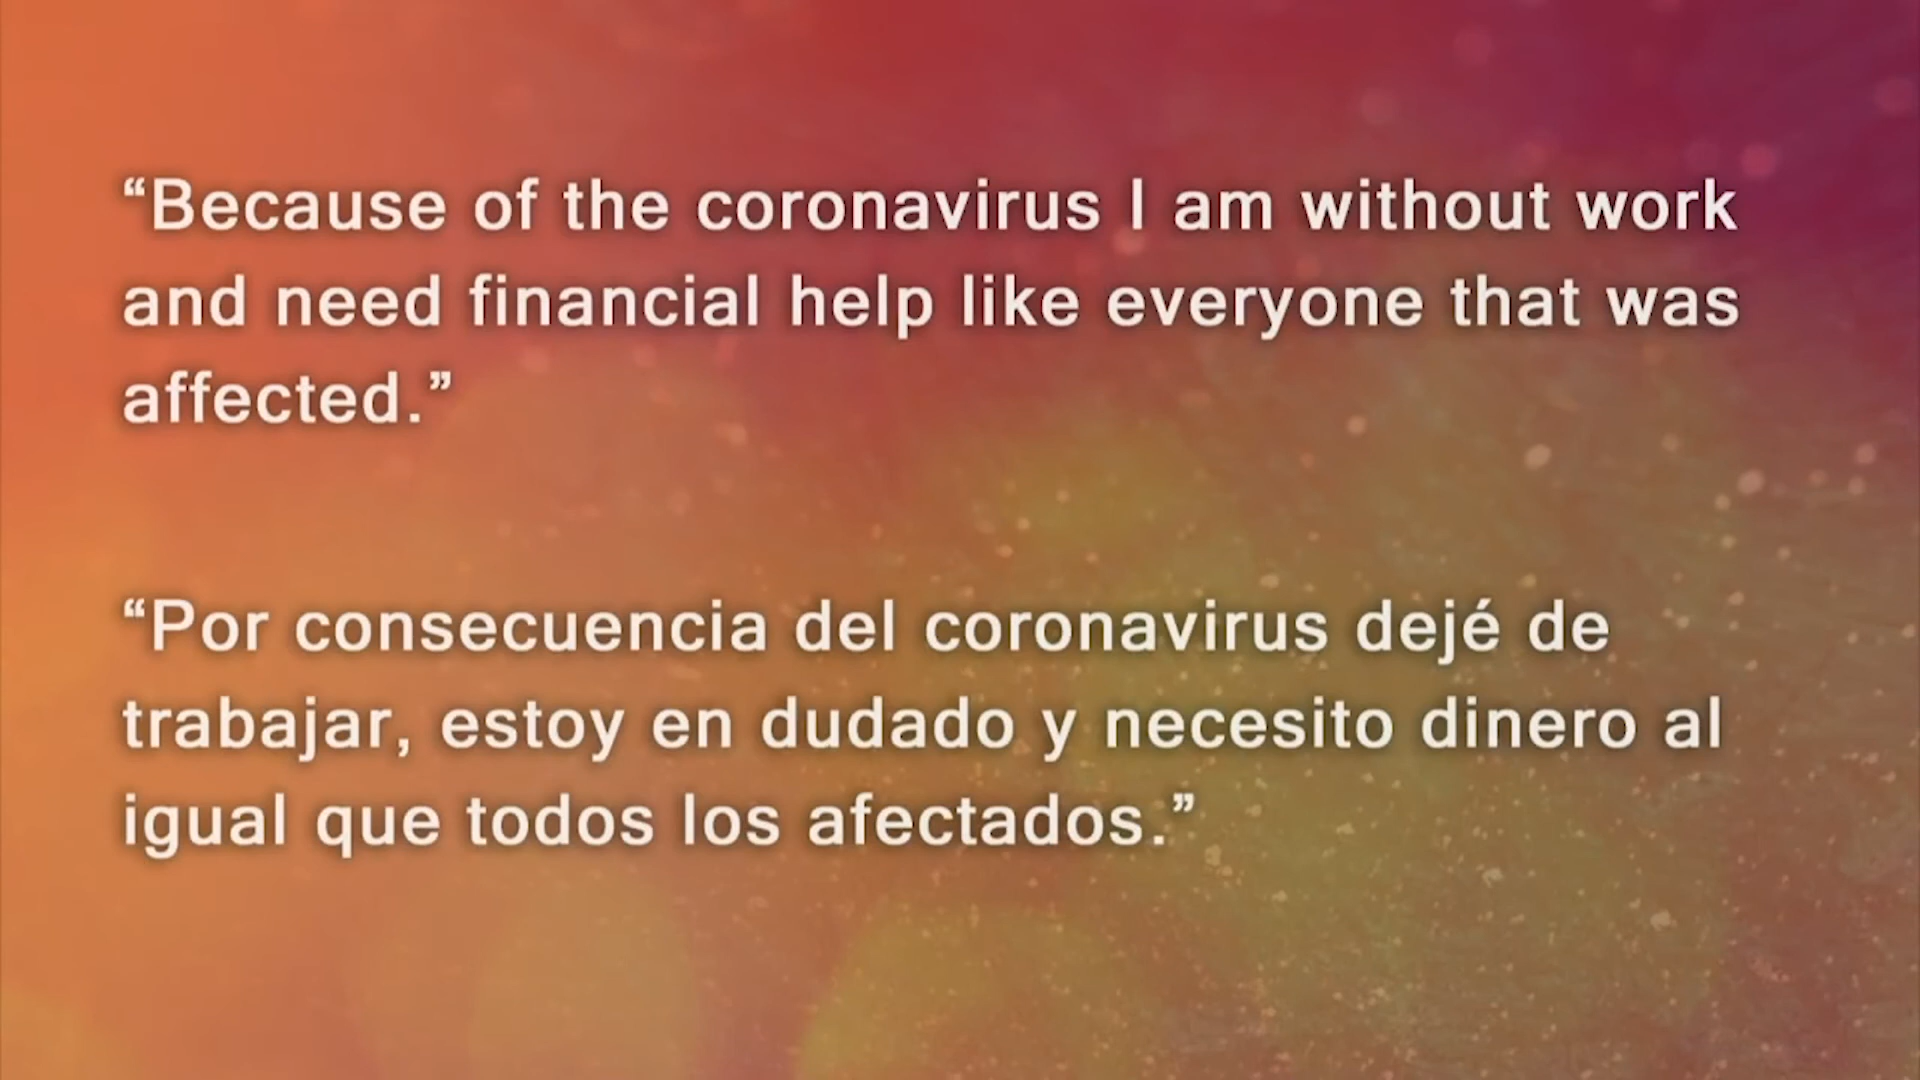 “Because of the coronavirus I am without work
and need financial help like everyone that was
affected.”
“Por consecuencia del coronavirus dejé de
trabajar, estoy en dudado y necesito dinero al
igual que todos los afectados.”